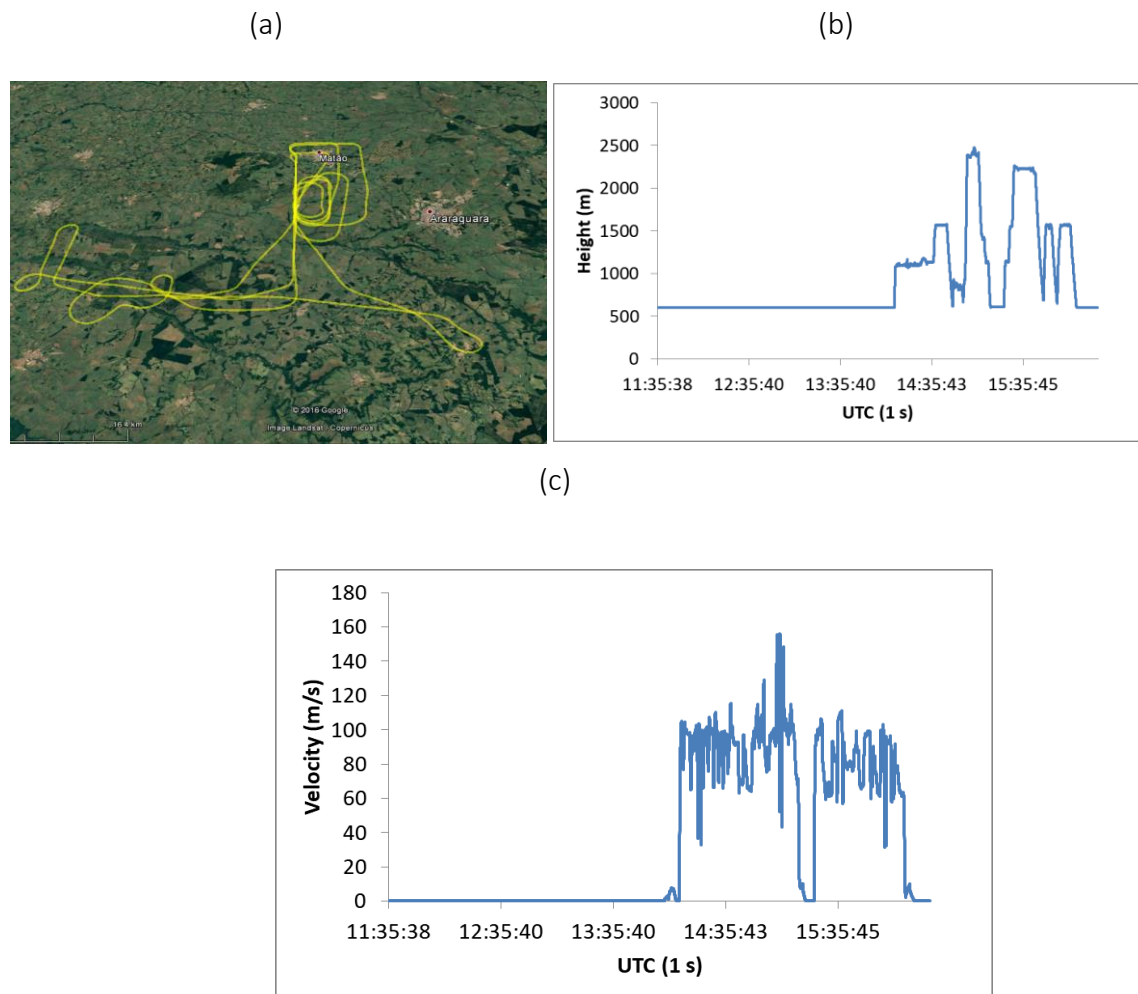 (a)
(b)
Matão
Araraquara
© 2016 Google
Image Landsat / Copernicus
3000
2500
2000
1500
1000
500
0
Height (m)
11:35:38 12:35:40 13:35:40 14:35:43 15:35:45
UTC (1 s)
(c)
180
160
140
120
100
80
60
40
20
0
Velocity (m/s)
11:35:38 12:35:40 13:35:40 14:35:43 15:35:45
UTC (1 s)